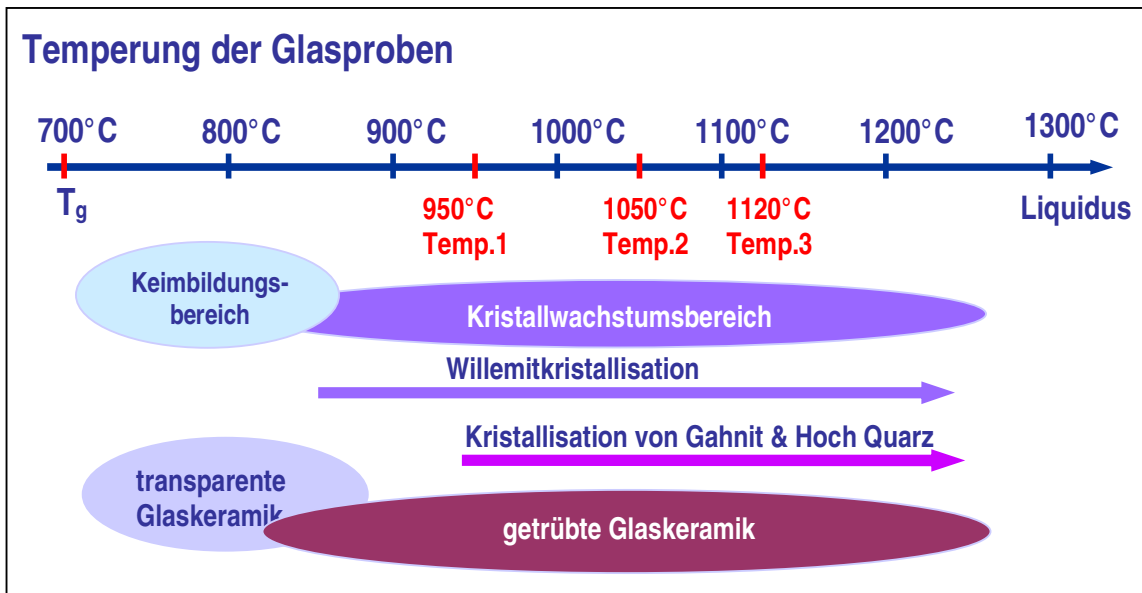 Temperung der Glasproben
700°C 800°C 900°C 1000°C 1100°C 1200°C 1300°C
Tg Liquidus
950°C 1050°C 1120°C
Temp.1 Temp.2 Temp.3
Keimbildungs-
bereich
Kristallwachstumsbereich
Willemitkristallisation
Kristallisation von Gahnit & Hoch Quarz
transparente
Glaskeramik
getrübte Glaskeramik